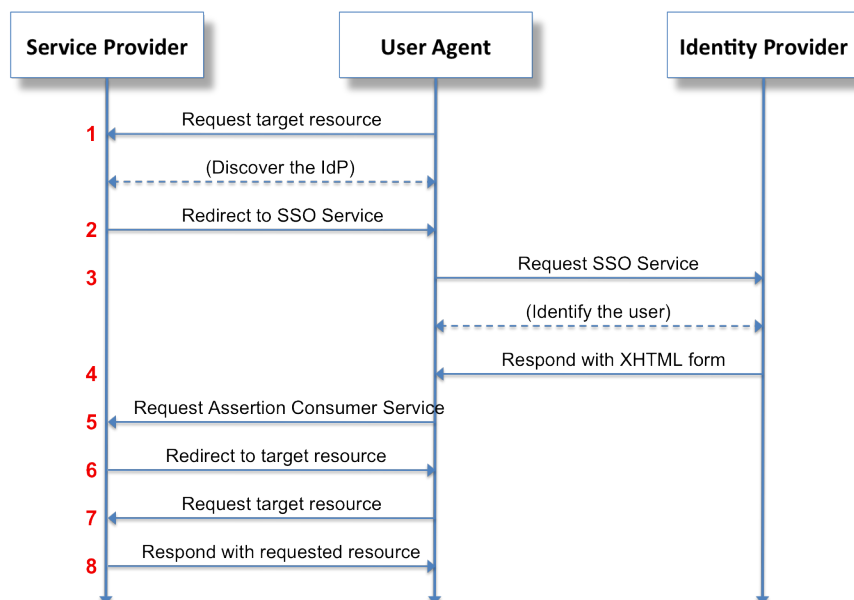 Service Provider
User Agent
Identity Provider
Request target resource
1
(Discover the IdP)
Redirect to SSO Service
2
Request SSO Service
3
(Identify the user)
Respond with XHTML form
4
Request Assertion Consumer Service
5
Redirect to target resource
6
Request target resource
7
Respond with requested resource
8